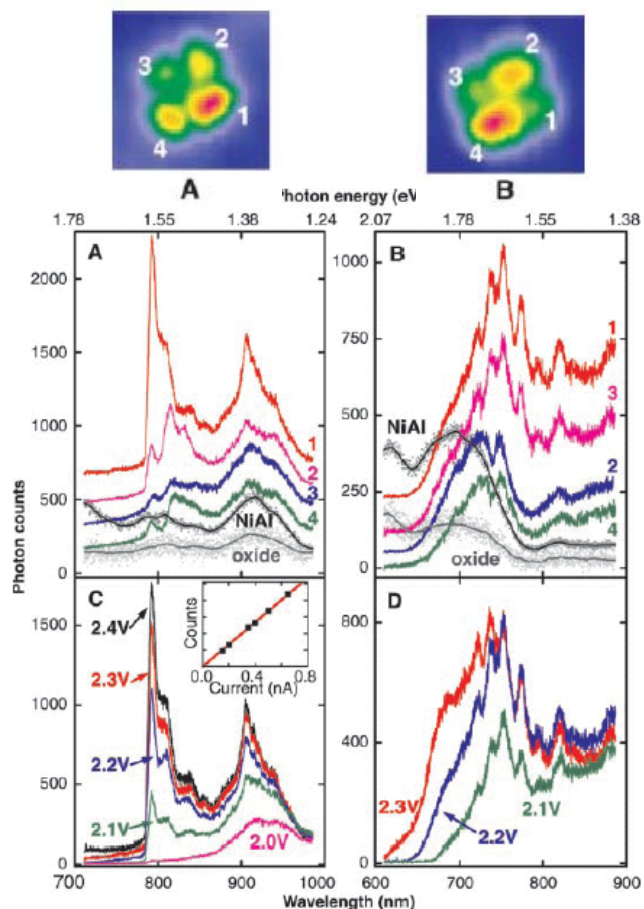 2
3
1
4
2
3
1
4
A
B
Photon energy (eV
1.78 1.55 1.38 1.24
2.07 1.78 1.55 1.38
A
B
2000
1500
1000
500
0
1
2
3
4
NiAl
oxide
1000
750
500
250
0
1
3
2
4
NiAl
oxide
Photon counts
C
D
1500
1000
500
0
2.4V
2.3V
2.2V
2.1V
2.0V
Counts
0.0 0.4 0.8
Current (nA)
800
400
0
2.3V
2.2V
2.1V
700 800 900 1000
600 700 800 900
Wavelength (nm)